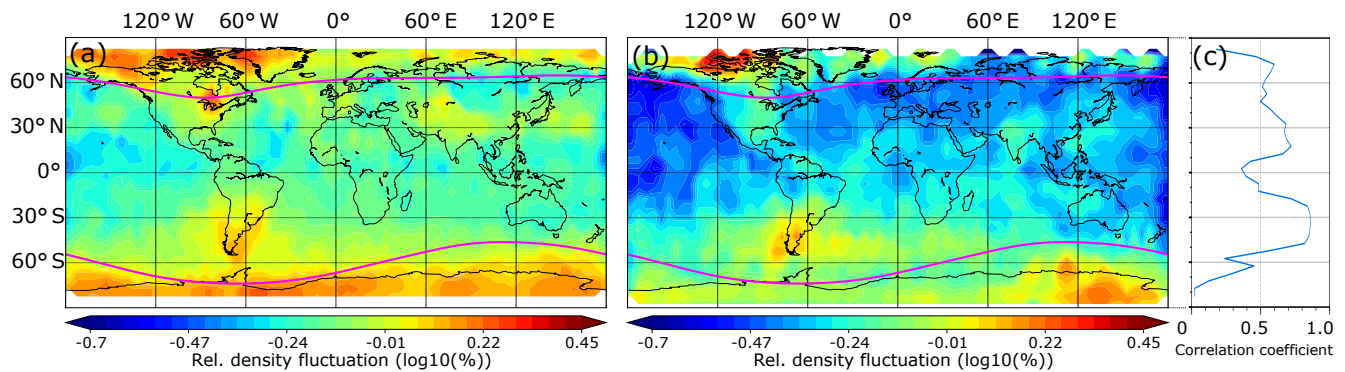 120° W 60° W 0° 60° E 120° E 120° W 60° W 0° 60° E 120° E
(a) (b) (c)
60° N
30° N
0°
30° S
60° S
-0.7 -0.47 -0.24 -0.01 0.22 0.45 -0.7 -0.47 -0.24 -0.01 0.22 0.45 0 0.5 1.0
Rel. density fluctuation (log10(%)) Rel. density fluctuation (log10(%)) Correlation coefficient